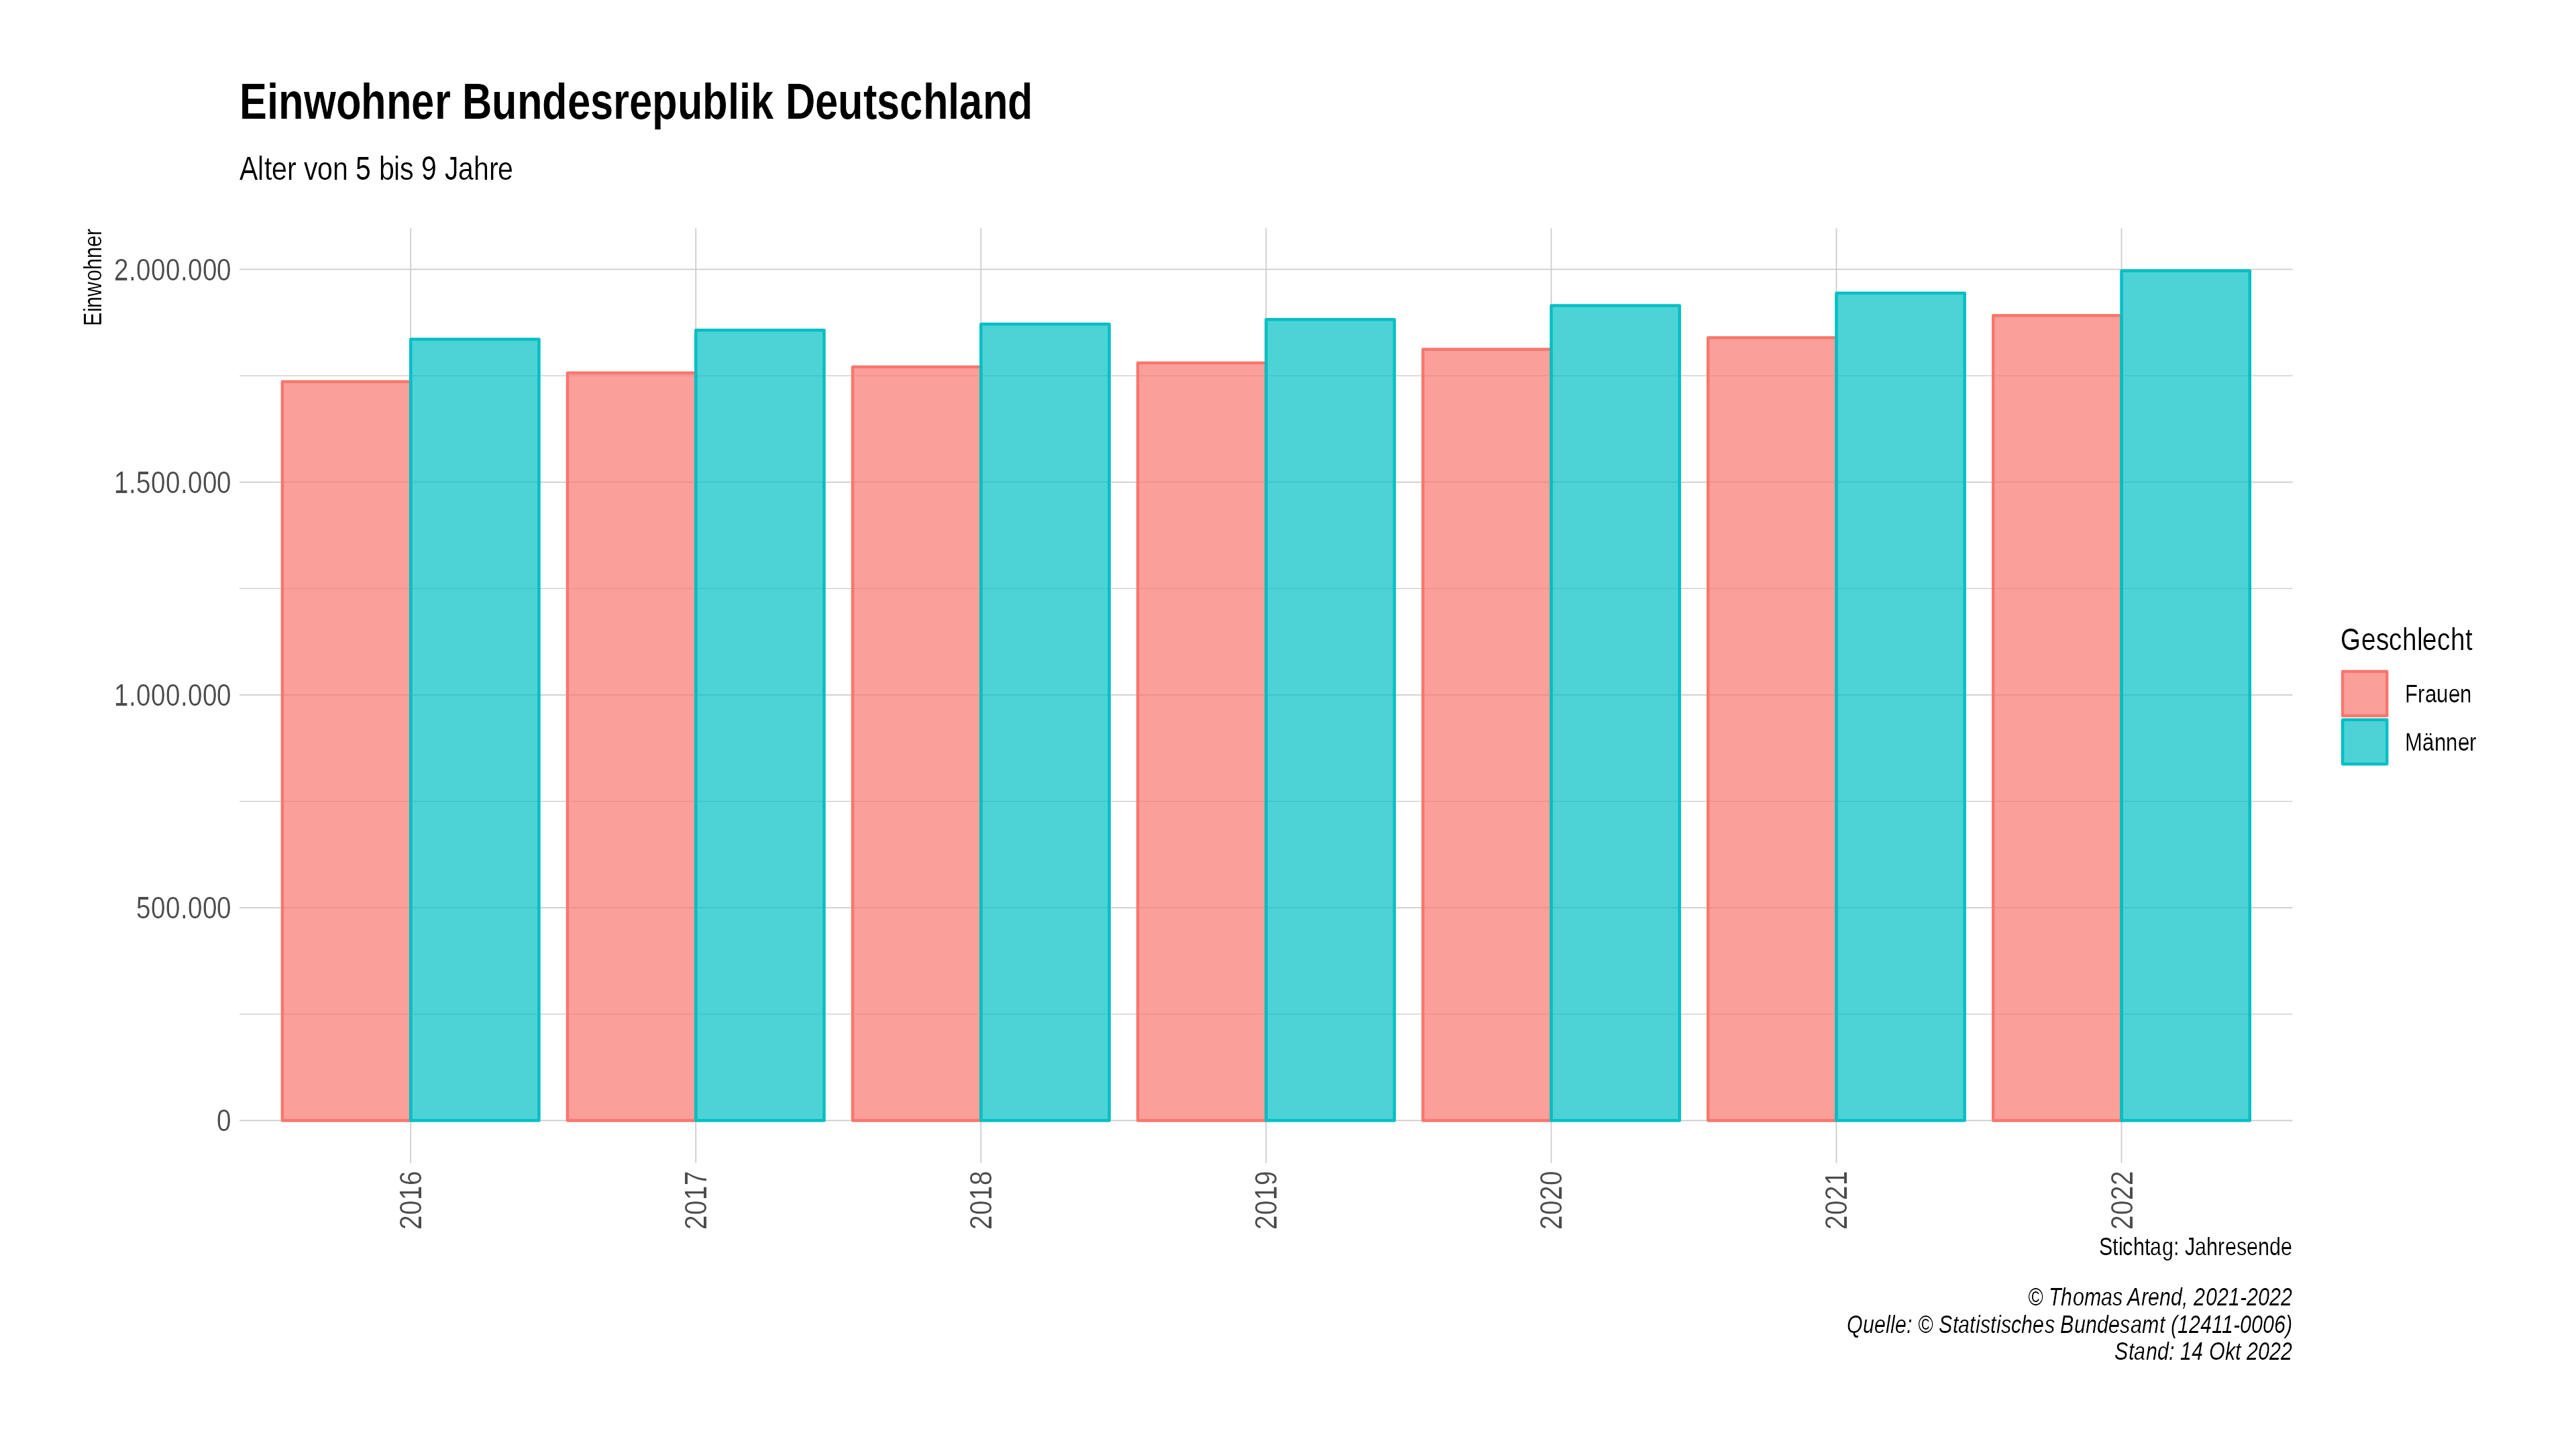 Einwohner Bundesrepublik Deutschland
Alter von 5 bis 9 Jahre
Einwohner
2.000.000
1.500.000
1.000.000
500.000
0
2016
2017
2018
2019
2020
2021
2022
Geschlecht
Frauen
Männer
Stichtag: Jahresende
© Thomas Arend, 2021-2022
Quelle: © Statistisches Bundesamt (12411-0006)
Stand: 14 Okt 2022